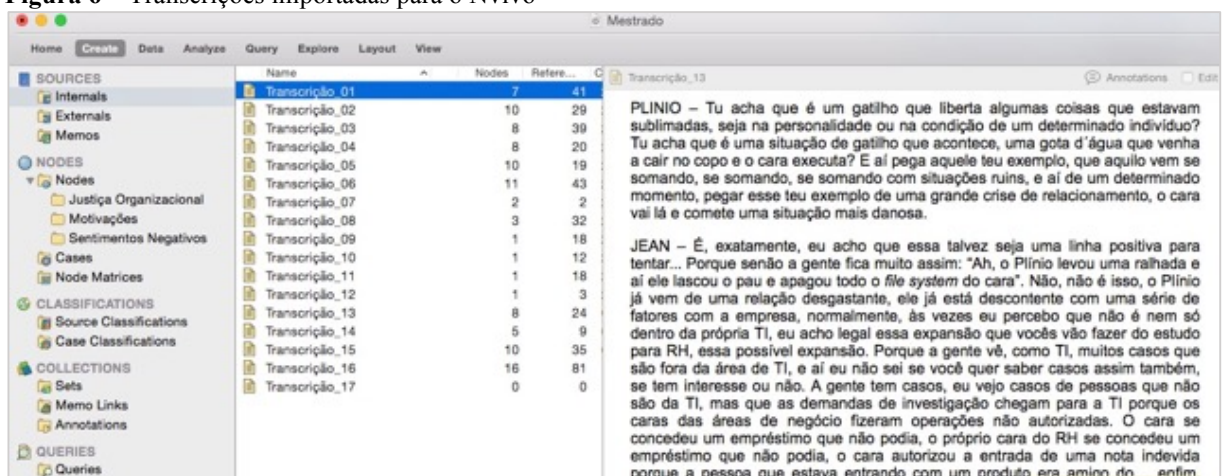 Figura 6 – Transcrições importadas para o Nvivo
Mestrado
Home Create Data Analyze Query Explore Layout View
SOURCES
Internals
Externals
Memos
NODES
Nodes
Justiça Organizacional
Motivações
Sentimentos Negativos
Cases
Node Matrices
CLASSIFICATIONS
Source Classifications
Case Classifications
COLLECTIONS
Sets
Memo Links
Annotations
QUERIES
Queries
Name Nodes Refere... C
Transcrição_01 7 41
Transcrição_02 10 29
Transcrição_03 8 39
Transcrição_04 8 20
Transcrição_05 10 19
Transcrição_06 11 43
Transcrição_07 2 2
Transcrição_08 3 32
Transcrição_09 1 18
Transcrição_10 1 12
Transcrição_11 1 18
Transcrição_12 1 3
Transcrição_13 8 24
Transcrição_14 5 9
Transcrição_15 10 35
Transcrição_16 16 81
Transcrição_17 0 0
Transcrição_13 Annotations Edit
PLINIO – Tu acha que é um gatilho que liberta algumas coisas que estavam
sublimadas, seja na personalidade ou na condição de um determinado individuo?
Tu acha que é uma situação de gatilho que acontece, uma gota d´água que venha
a cair no copo e o cara executa? E aí pega aquele teu exemplo, que aquilo vem se
somando, se somando, se somando com situações ruins, e aí de um determinado
momento, pegar esse teu exemplo de uma grande crise de relacionamento, o cara
vai lá e comete uma situação mais danosa.
JEAN – É, exatamente, eu acho que essa talvez seja uma linha positiva para
tentar... Porque senão a gente fica muito assim: “Ah, o Plínio levou uma ralhada e
aí ele lascou o pau e apagou todo o file system do cara”. Não, não é isso, o Plínio
já vem de uma relação desgastante, ele já está descontente com uma série de
fatores com a empresa, normalmente, às vezes eu percebo que não é nem só
dentro da própria TI, eu acho legal essa expansão que vocês vão fazer do estudo
para RH, essa possível expansão. Porque a gente vê, como TI, muitos casos que
são fora da área de TI, e aí eu não sei se você quer saber casos assim também,
se tem interesse ou não. A gente tem casos, eu vejo casos de pessoas que não
são da TI, mas que as demandas de investigação chegam para a TI porque os
caras das áreas de negócio fizeram operações não autorizadas. O cara se
concedeu um empréstimo que não podia, o próprio cara do RH se concedeu um
empréstimo que não podia, o cara autorizou a entrada de uma nota indevida
porque a pessoa que estava entrando com um produto era amigo do enfim,